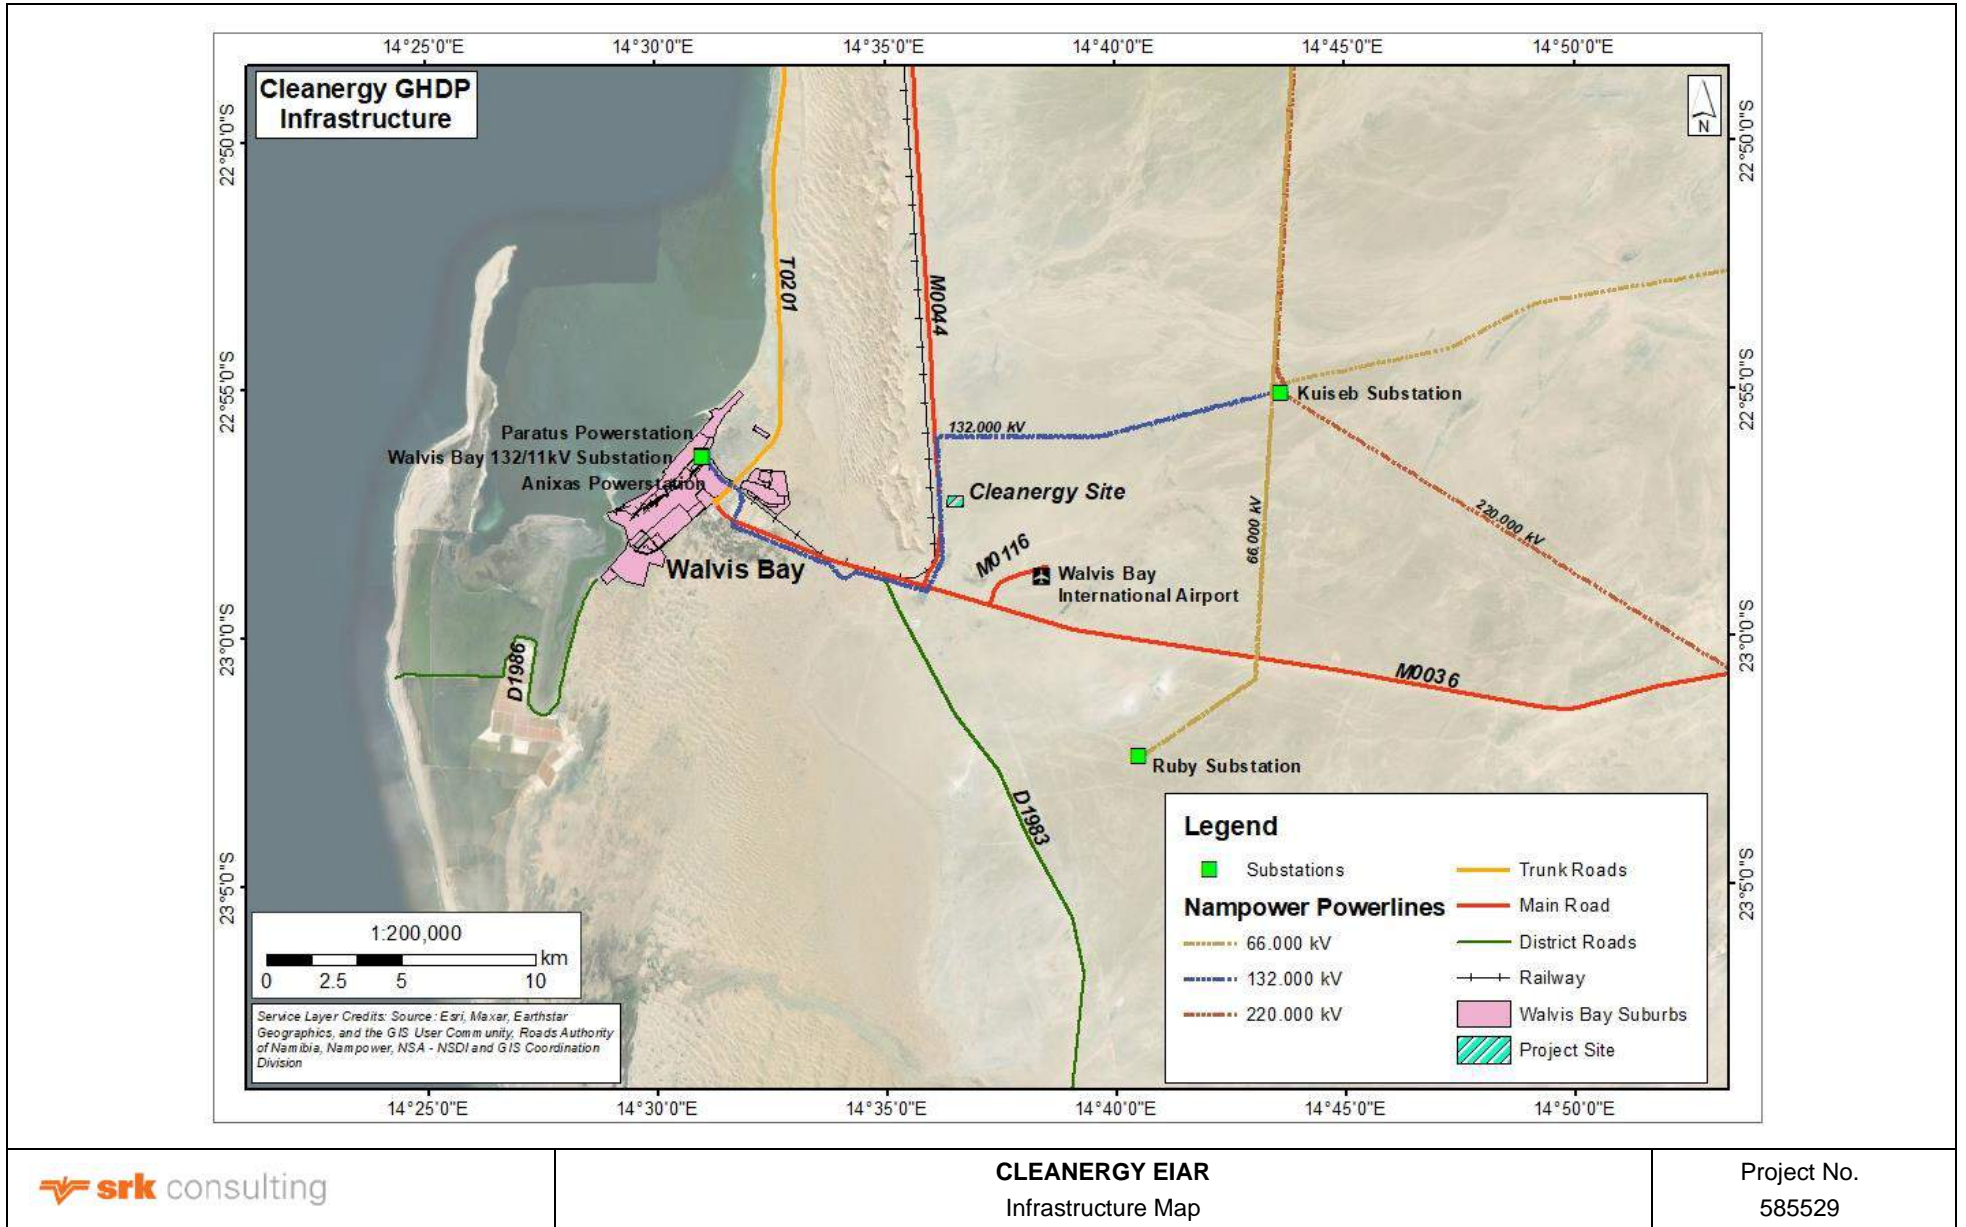 14°25'0"E
14°30'0"E
14°35'0"E
14°40'0"E
14°45'0"E
14°50'0"E
Cleanergy GHDP
Infrastructure
N
22°50'0"S
22°50'0"S
T0201
M0044
22°55'0"S
22°55'0"S
Kuiseb Substation
132.000 kV
Paratus Powerstation
Walvis Bay 132/11kV Substation
Anixas Powerstation
Cleanergy Site
66.000 kV
220.000 kV
Walvis Bay
M0116
Walvis Bay
International Airport
23°0'0"S
23°0'0"S
D1986
M0036
Ruby Substation
D1983
23°5'0"S
23°5'0"S
Legend
Substations
Nampower Powerlines
66.000 kV
132.000 kV
220.000 kV
Trunk Roads
Main Road
District Roads
Railway
Walvis Bay Suburbs
Project Site
1:200,000
km
0 2.5 5 10
Service Layer Credits: Source: Esri, Maxar, Earthstar
Geographics, and the GIS User Community, Roads Authority
of Namibia, Nampower, NSA - NSDI and GIS Coordination
Division
14°25'0"E
14°30'0"E
14°35'0"E
14°40'0"E
14°45'0"E
14°50'0"E
srk consulting
CLEANERGY EIAR
Infrastructure Map
Project No.
585529